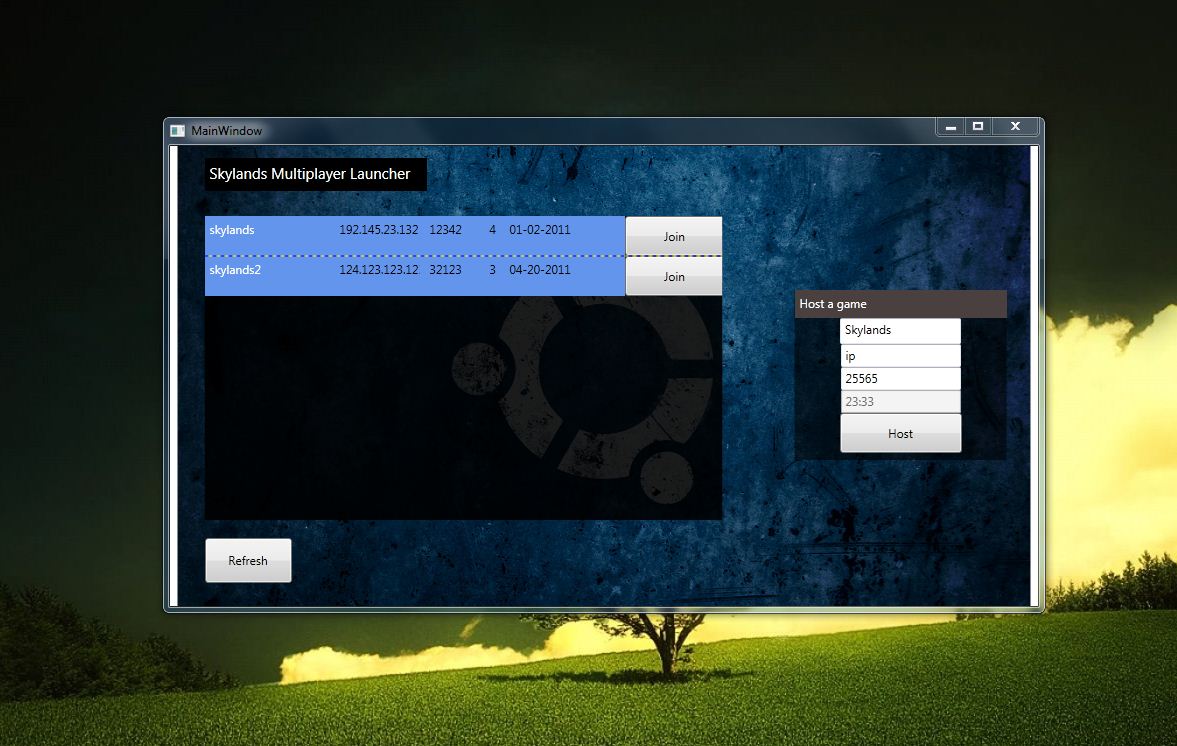 MainWindow
Skylands Multiplayer Launcher
skylands 192.145.23.132 12342 4 01-02-2011 Join
skylands2 124.123.123.12 32123 3 04-20-2011 Join
Host a game
Skylands
ip
25565
23:33
Host
Refresh